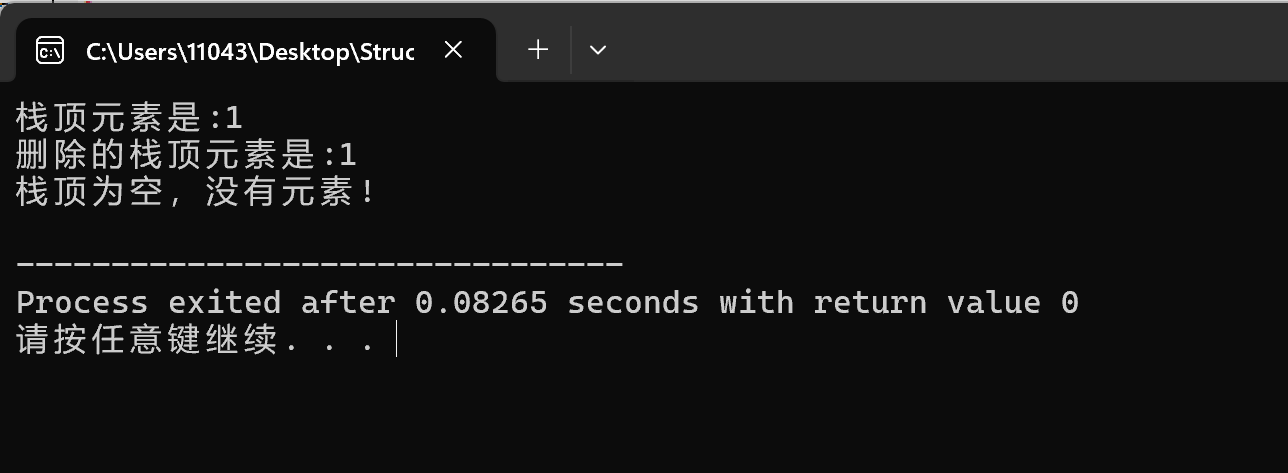 C:\Users\11043\Desktop\Struc
栈顶元素是:1
删除的栈顶元素是:1
栈顶为空，没有元素!
--------------------------------
Process exited after 0.08265 seconds with return value 0
请按任意键继续. . .